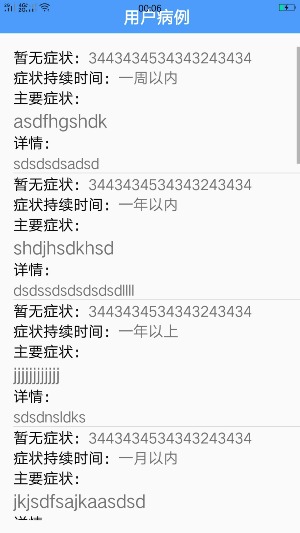 00:06
用户病例
暂无症状：3443434534343243434
症状持续时间：一周以内
主要症状：
asdfhgshdk
详情：
sdsdsdsadsd
暂无症状：3443434534343243434
症状持续时间：一年以内
主要症状：
shdjhsdkhsd
详情：
dsdssdsdsdsdsdllll
暂无症状：3443434534343243434
症状持续时间：一年以上
主要症状：
jjjjjjjjjjjj
详情：
sdsdnsldks
暂无症状：3443434534343243434
症状持续时间：一月以内
主要症状：
jkjsdfsajkaasdsd
详情：